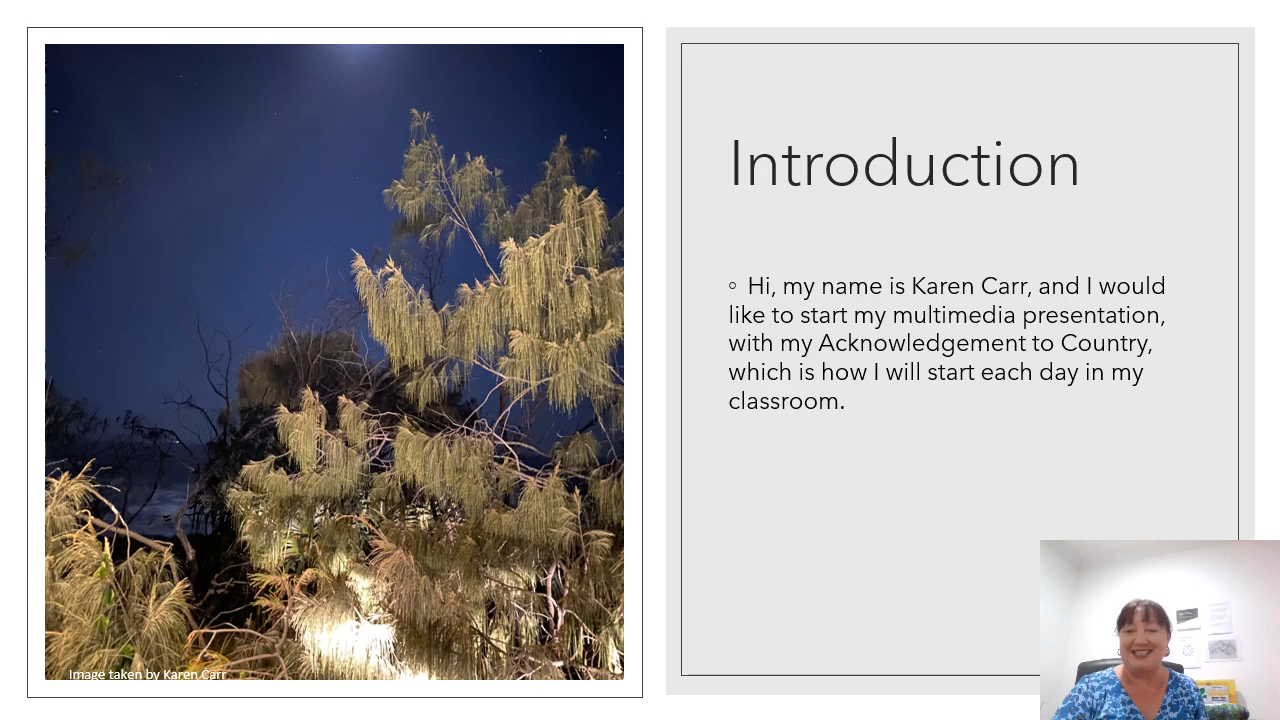 Introduction
Hi, my name is Karen Carr, and I would
like to start my multimedia presentation,
with my Acknowledgement to Country,
which is how I will start each day in my
classroom.
Image taken by Karen Carr